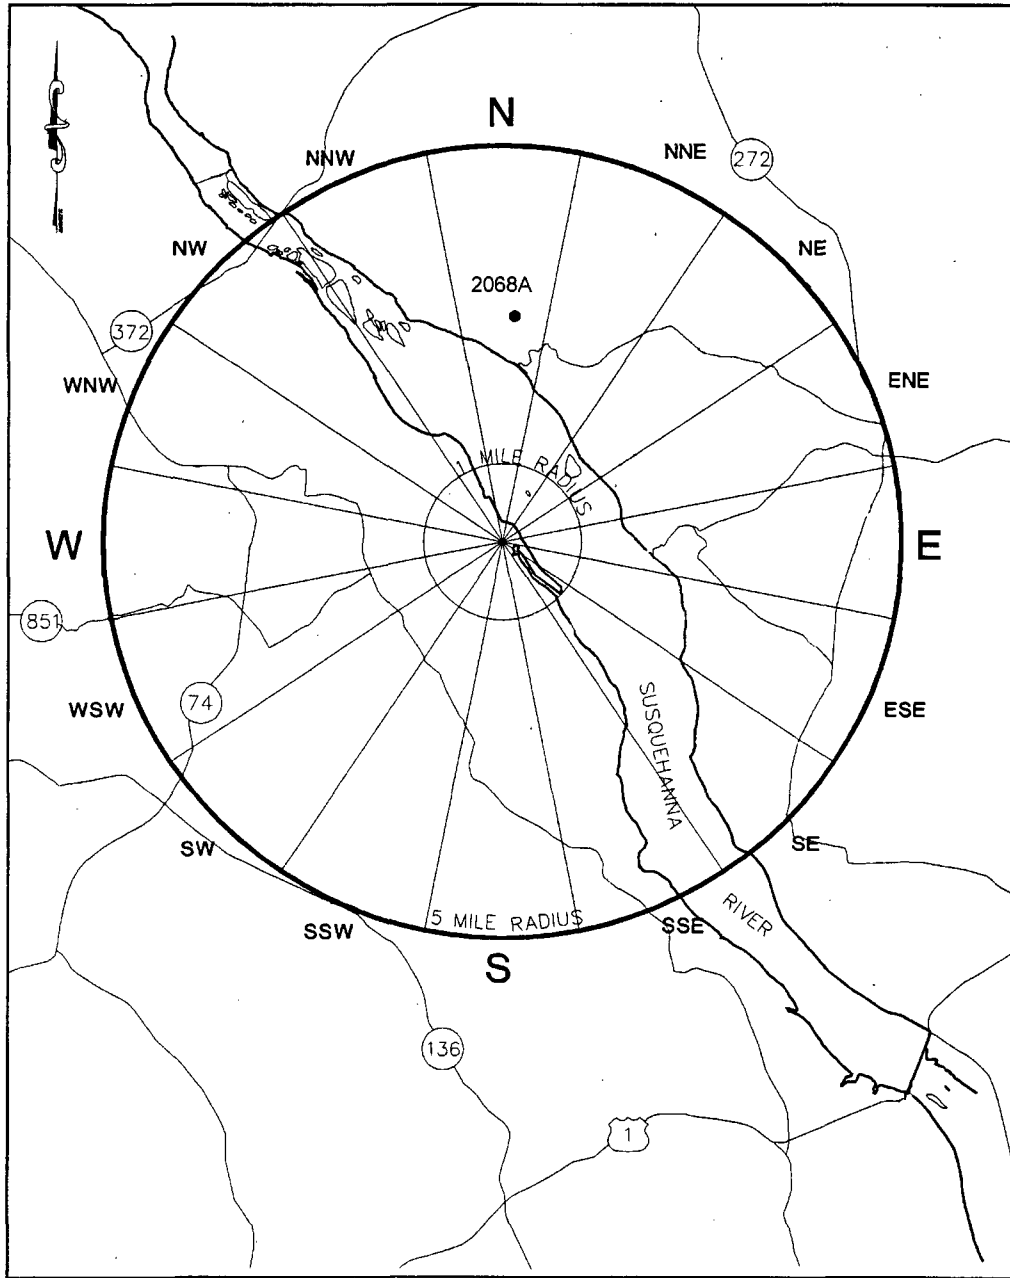 N
NNW
NNE
272
NW
NE
2068A
372
WNW
ENE
1 MILE RADIUS
W
E
851
74
WSW
ESE
SUSQUEHANNA
RIVER
SW
SE
5 MILE RADIUS
SSW
SSE
S
136
1